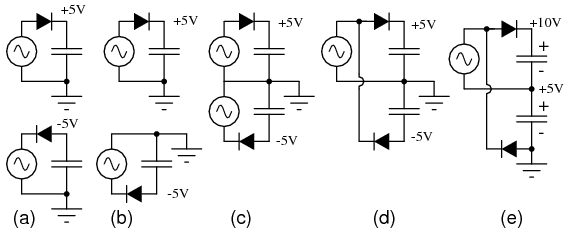 +5V
+5V
+5V
+5V
+10V
+
-
+5V
+
-
-5V
-5V
-5V
-5V
(a)
(b)
(c)
(d)
(e)